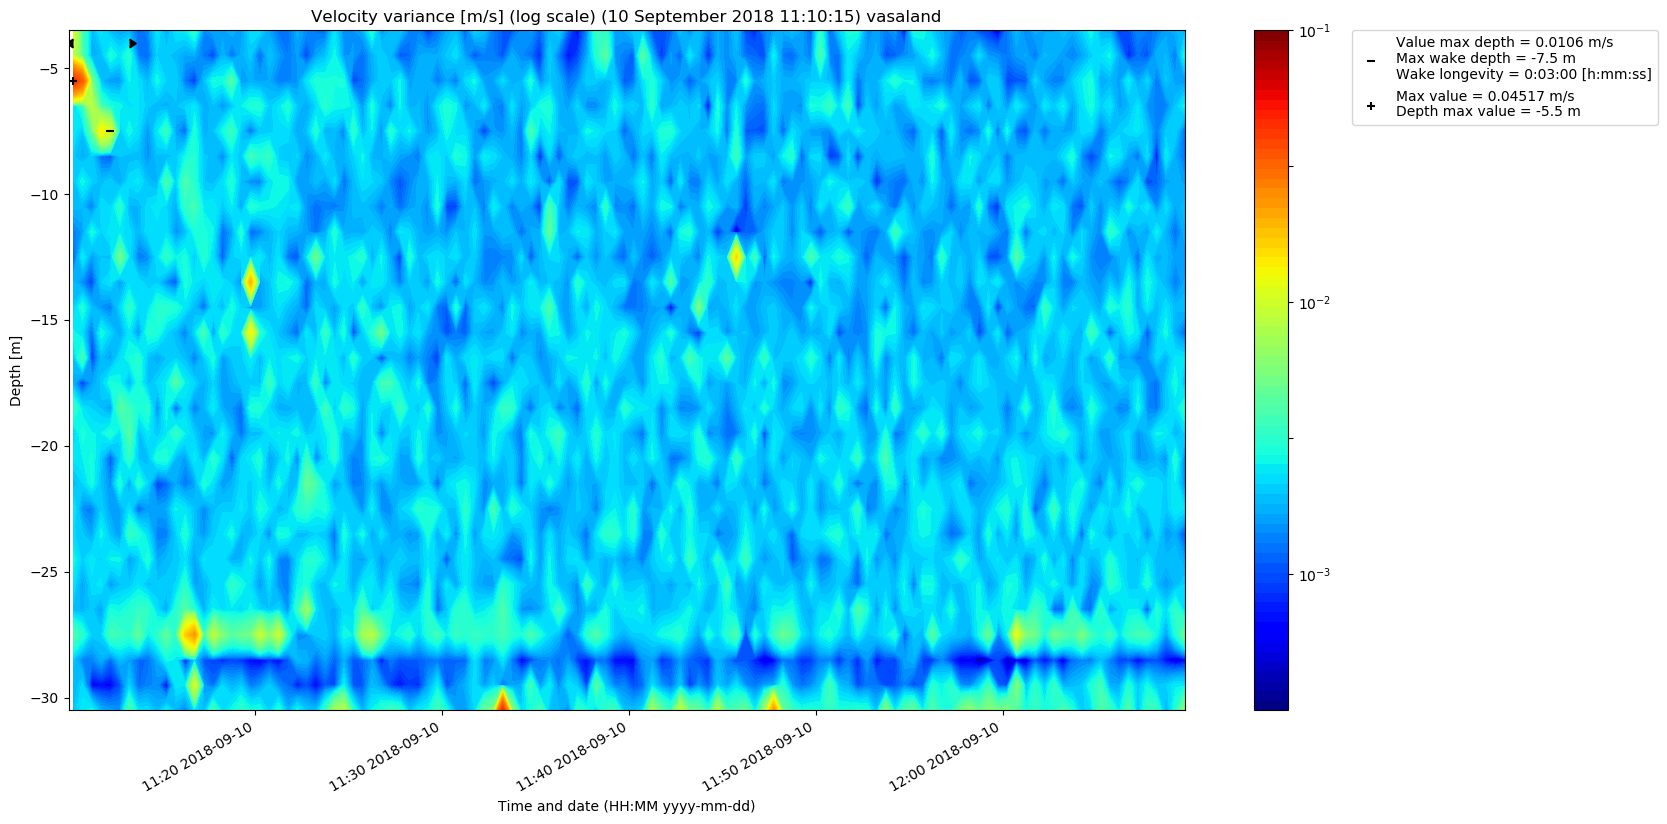 Velocity variance [m/s] (log scale) (10 September 2018 11:10:15) vasaland
Depth [m]
−5
−10
−15
−20
−25
−30
11:20 2018-09-10
11:30 2018-09-10
11:40 2018-09-10
11:50 2018-09-10
12:00 2018-09-10
Time and date (HH:MM yyyy-mm-dd)
10⁻¹
10⁻²
10⁻³
Value max depth = 0.0106 m/s
Max wake depth = -7.5 m
Wake longevity = 0:03:00 [h:mm:ss]
Max value = 0.04517 m/s
Depth max value = -5.5 m